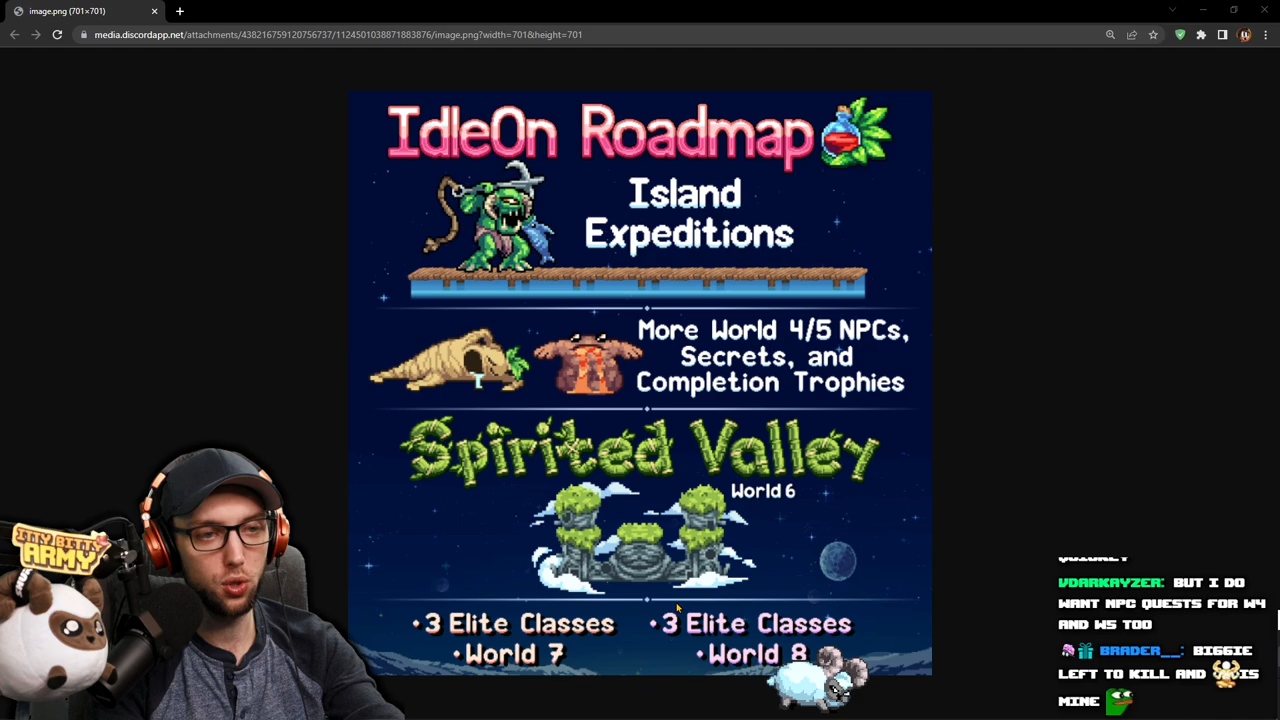 image.png (701×701)
media.discordapp.net/attachments/438216759120756737/1124501038871883876/image.png?width=701&height=701
IdleOn Roadmap
Island
Expeditions
More World 4/5 NPCs,
Secrets, and
Completion Trophies
Spirited Valley
World 6
• 3 Elite Classes
• World 7
• 3 Elite Classes
• World 8
ITTY BITTY
ARMY
QUICKLY
VDARKAYZER: BUT I DO
WANT NPC QUESTS FOR W4
AND W5 TOO
BRADER__: BIGGIE
LEFT TO KILL AND IS
MINE